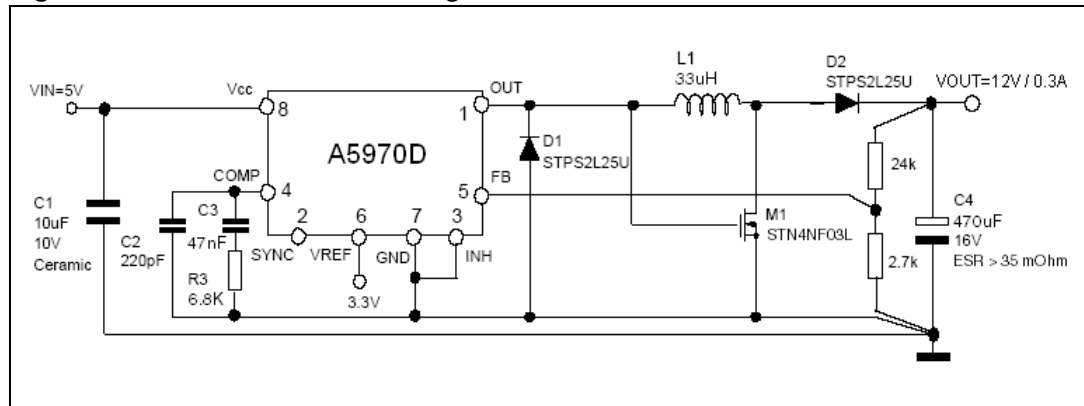 VIN=5V
Vcc
8
OUT
1
L1
33uH
D2
STPS2L25U
VOUT=12V / 0.3A
A5970D
D1
STPS2L25U
COMP
4
FB
5
24k
C1
10uF
10V
Ceramic
C2
220pF
C3
47nF
R3
6.8K
2
SYNC
6
VREF
3.3V
7
GND
3
INH
M1
STN4NF03L
2.7k
C4
470uF
16V
ESR > 35 mOhm